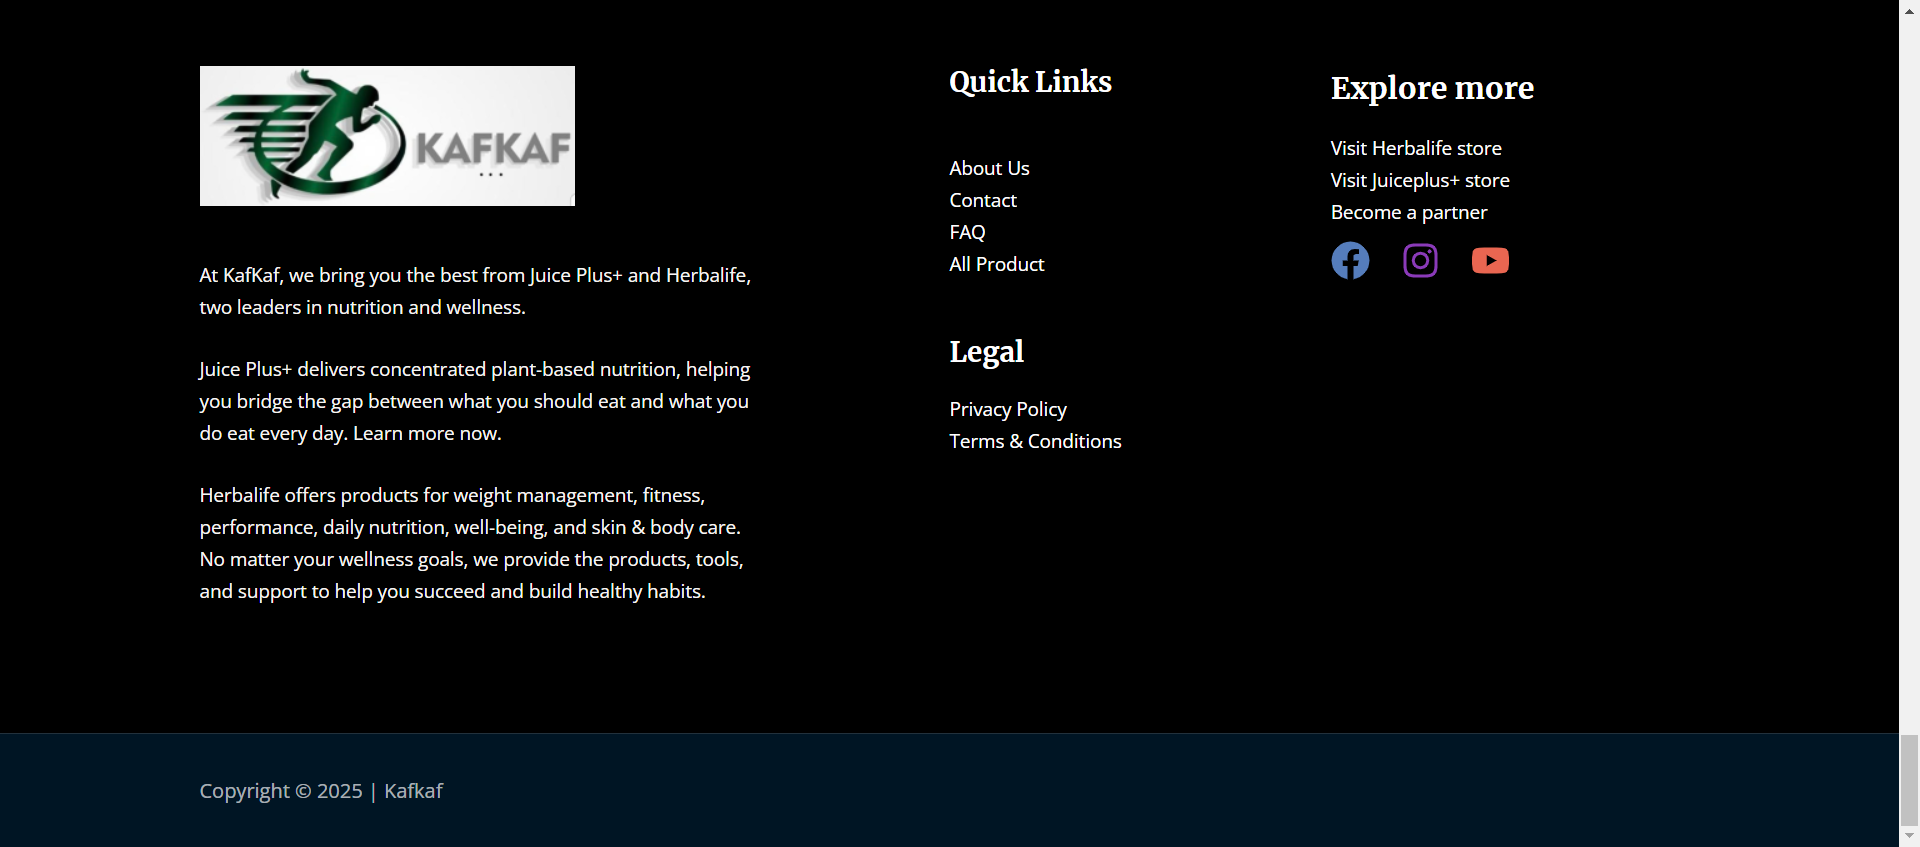 KAFKAF
At KafKaf, we bring you the best from Juice Plus+ and Herbalife,
two leaders in nutrition and wellness.
Juice Plus+ delivers concentrated plant-based nutrition, helping
you bridge the gap between what you should eat and what you
do eat every day. Learn more now.
Herbalife offers products for weight management, fitness,
performance, daily nutrition, well-being, and skin & body care.
No matter your wellness goals, we provide the products, tools,
and support to help you succeed and build healthy habits.
Quick Links
About Us
Contact
FAQ
All Product
Legal
Privacy Policy
Terms & Conditions
Explore more
Visit Herbalife store
Visit Juiceplus+ store
Become a partner
Copyright © 2025 | Kafkaf